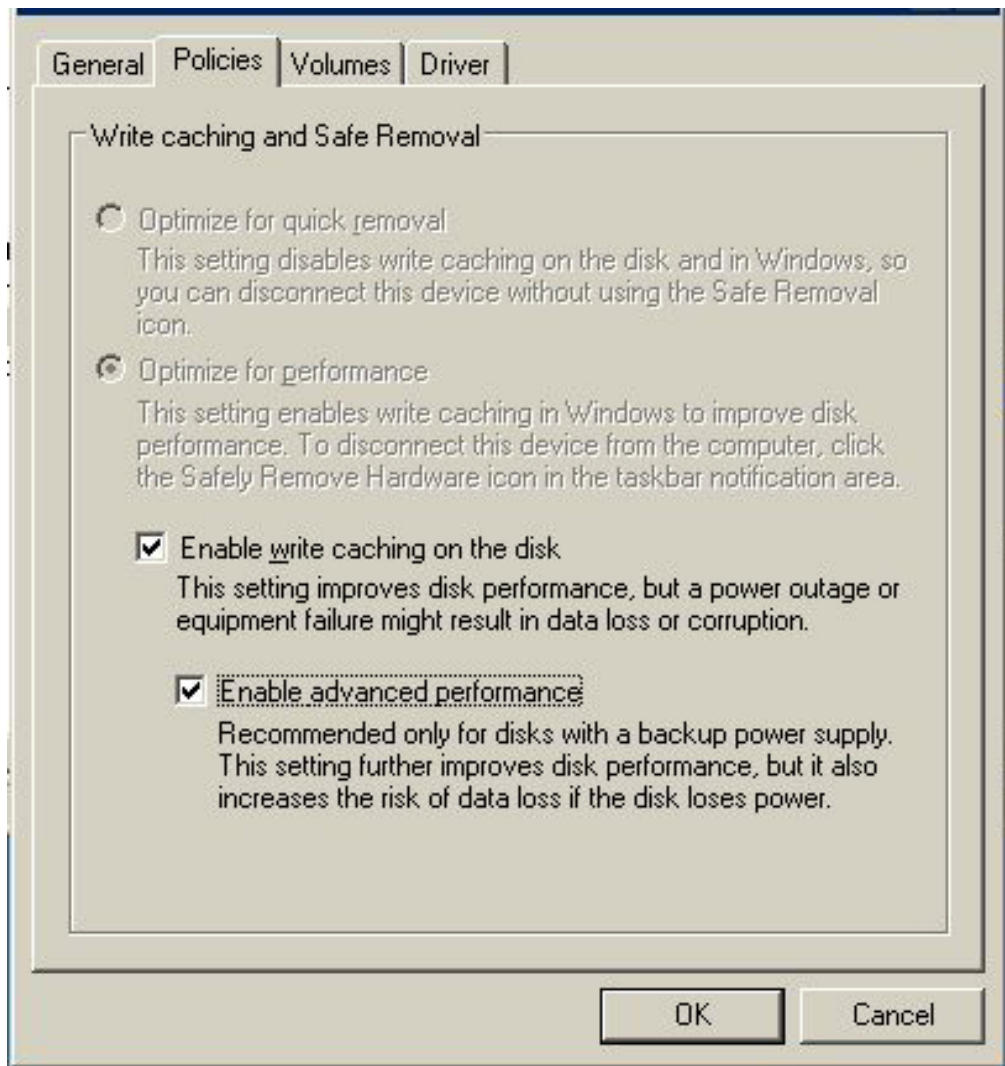 General
Policies
Volumes
Driver
Write caching and Safe Removal
Optimize for quick removal
This setting disables write caching on the disk and in Windows, so
you can disconnect this device without using the Safe Removal
icon.
Optimize for performance
This setting enables write caching in Windows to improve disk
performance. To disconnect this device from the computer, click
the Safely Remove Hardware icon in the taskbar notification area.
Enable write caching on the disk
This setting improves disk performance, but a power outage or
equipment failure might result in data loss or corruption.
Enable advanced performance
Recommended only for disks with a backup power supply.
This setting further improves disk performance, but it also
increases the risk of data loss if the disk loses power.
OK
Cancel